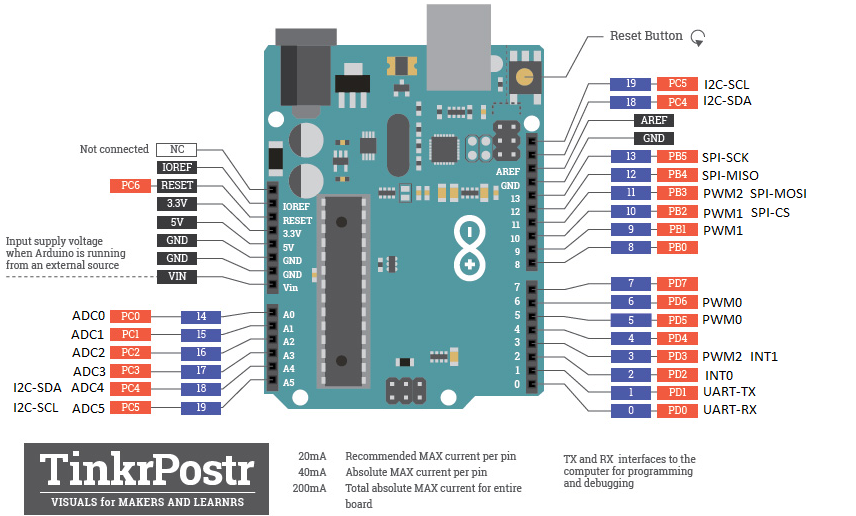 Reset Button
19 PC5 I2C-SCL
18 PC4 I2C-SDA
AREF
GND
13 PB5 SPI-SCK
12 PB4 SPI-MISO
11 PB3 PWM2 SPI-MOSI
10 PB2 PWM1 SPI-CS
9 PB1 PWM1
8 PB0
7 PD7
6 PD6 PWM0
5 PD5 PWM0
4 PD4
3 PD3 PWM2 INT1
2 PD2 INT0
1 PD1 UART-TX
0 PD0 UART-RX
Not connected NC
IOREF
PC6 RESET
3.3V
5V
GND
GND
VIN
Input supply voltage
when Arduino is running
from an external source
ADC0 PC0 14
ADC1 PC1 15
ADC2 PC2 16
ADC3 PC3 17
I2C-SDA ADC4 PC4 18
I2C-SCL ADC5 PC5 19
IOREF
RESET
3.3V
5V
GND
GND
Vin
A0
A1
A2
A3
A4
A5
AREF
GND
13
12
11
10
9
8
7
6
5
4
3
2
1
0
TinkrPostr
VISUALS for MAKERS AND LEARNRS
20mA Recommended MAX current per pin
40mA Absolute MAX current per pin
200mA Total absolute MAX current for entire
board
TX and RX interfaces to the
computer for programming
and debugging